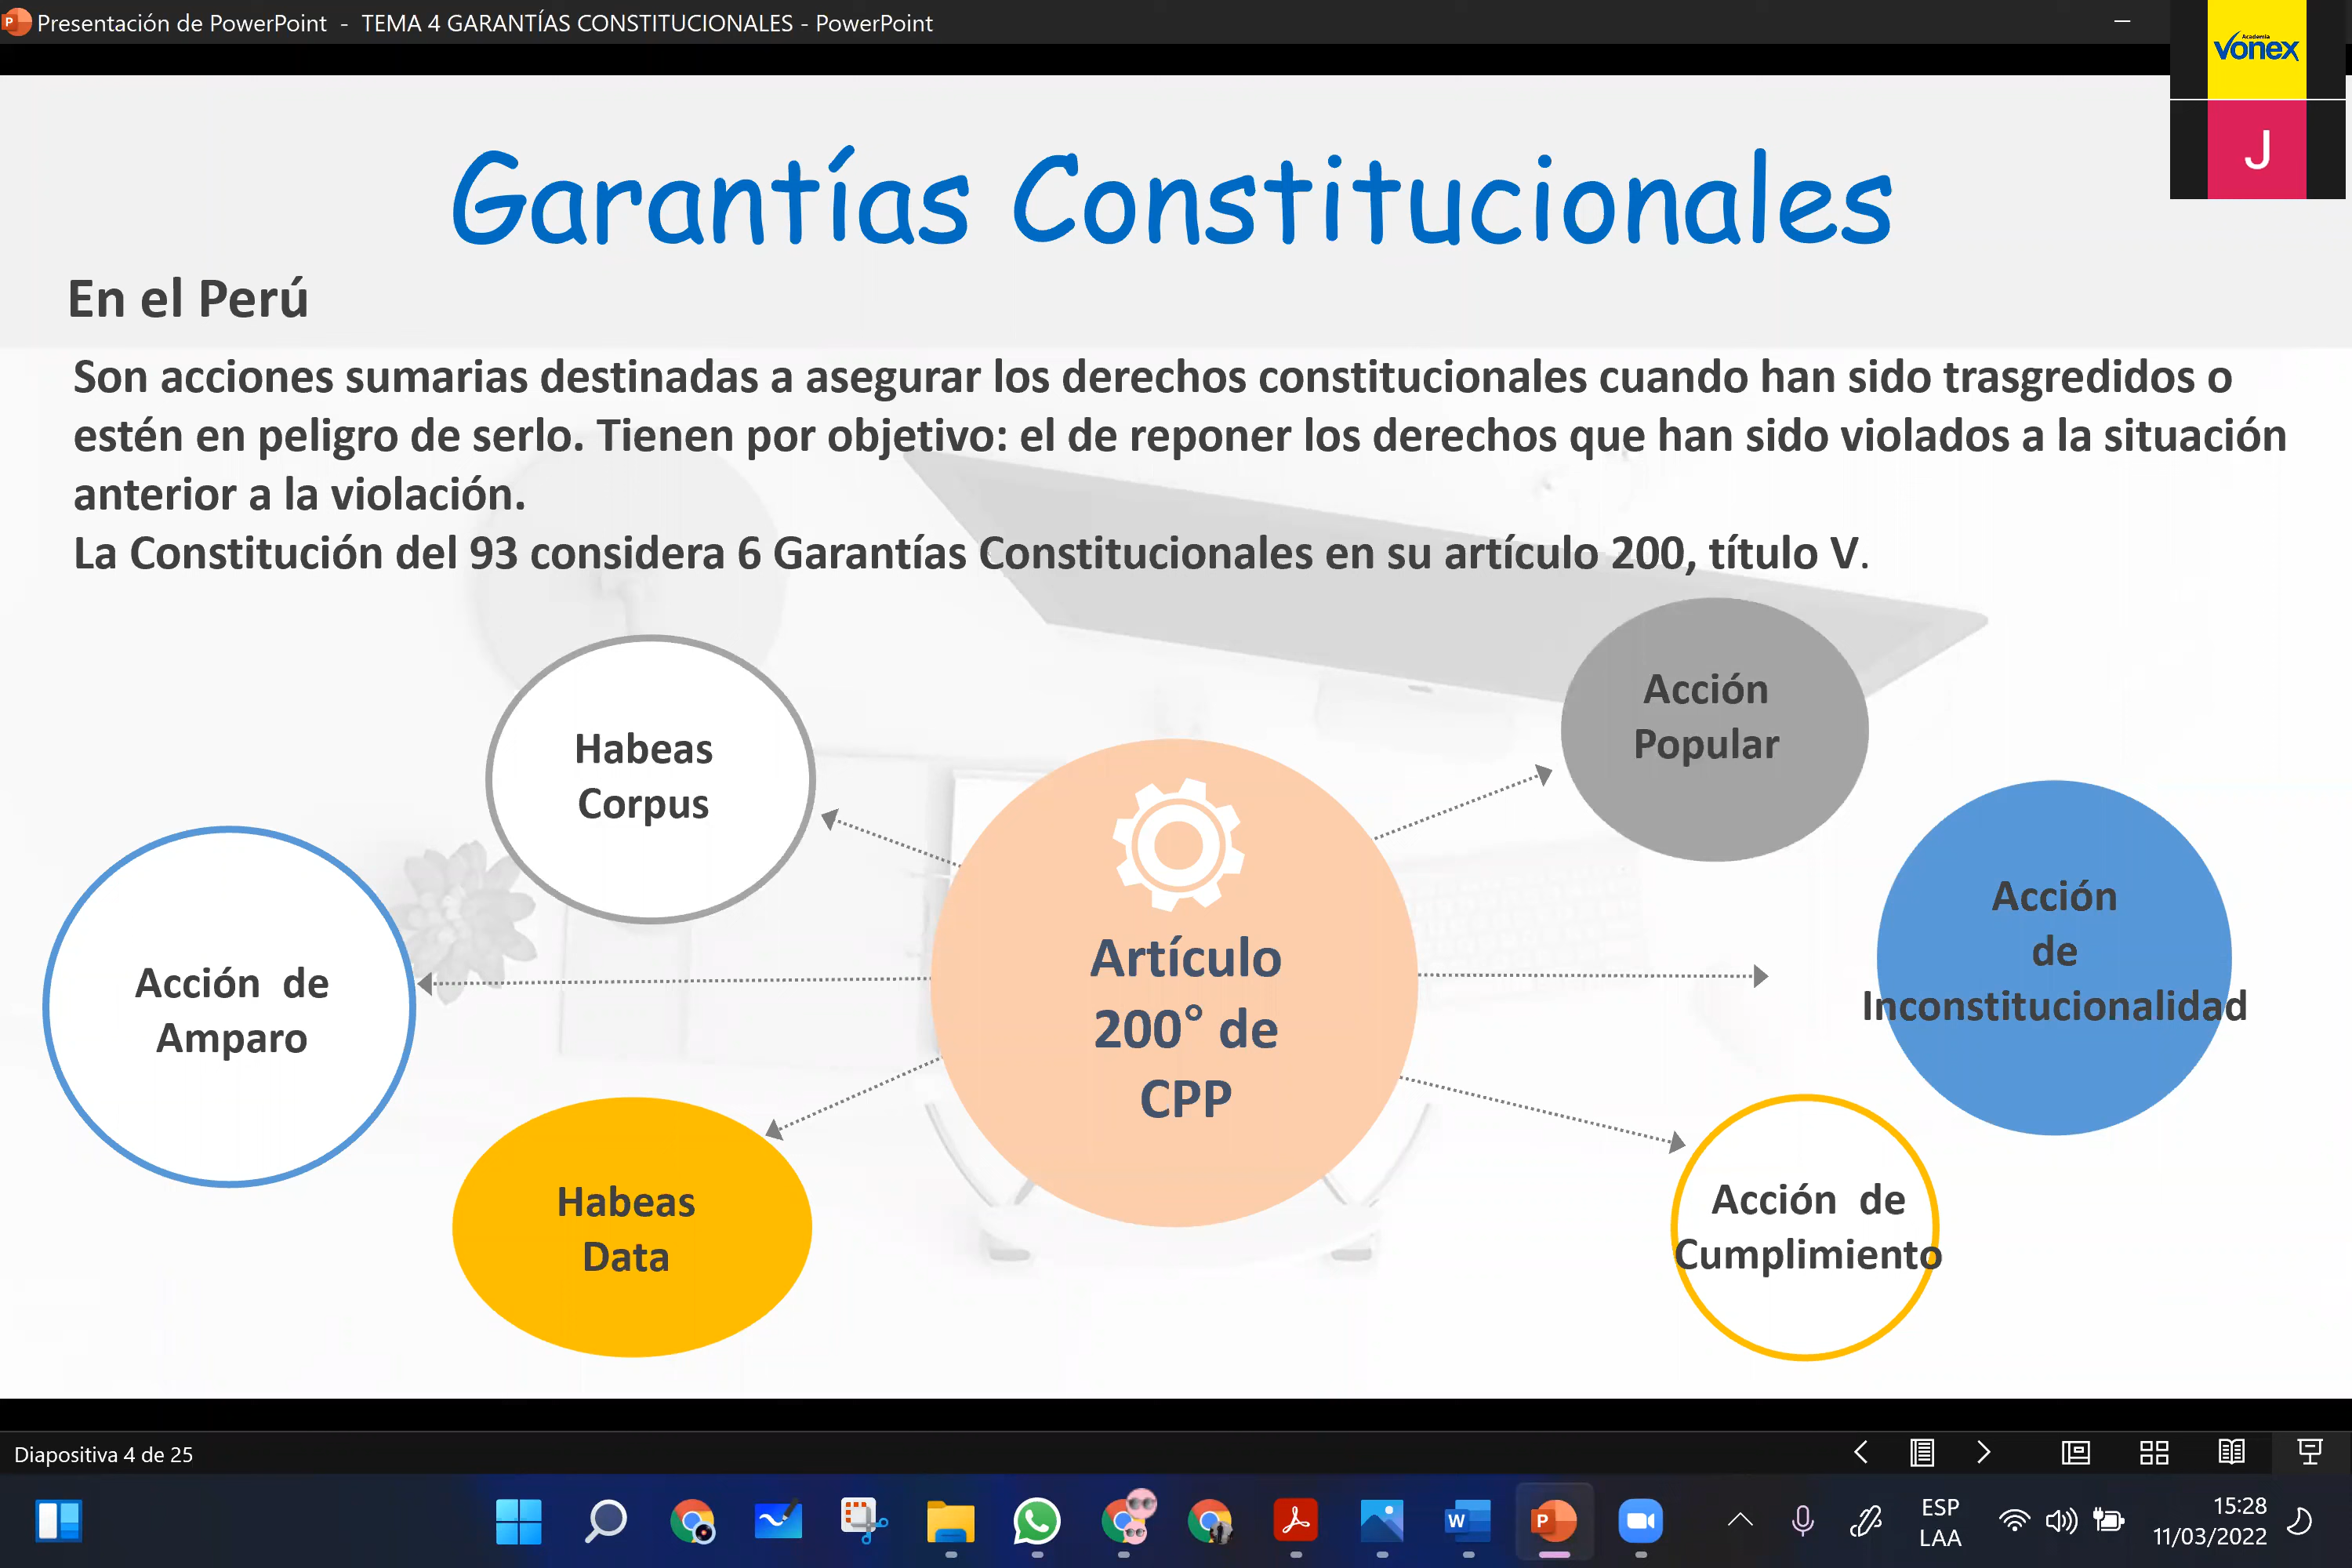 Presentación de PowerPoint - TEMA 4 GARANTÍAS CONSTITUCIONALES - PowerPoint
Academia
Vonex
J
Garantías Constitucionales
En el Perú
Son acciones sumarias destinadas a asegurar los derechos constitucionales cuando han sido trasgredidos o
estén en peligro de serlo. Tienen por objetivo: el de reponer los derechos que han sido violados a la situación
anterior a la violación.
La Constitución del 93 considera 6 Garantías Constitucionales en su artículo 200, título V.
Habeas
Corpus
Acción
Popular
Acción de
Amparo
Artículo
200° de
CPP
Acción
de
Inconstitucionalidad
Habeas
Data
Acción de
Cumplimiento
Diapositiva 4 de 25
ESP
LAA
15:28
11/03/2022